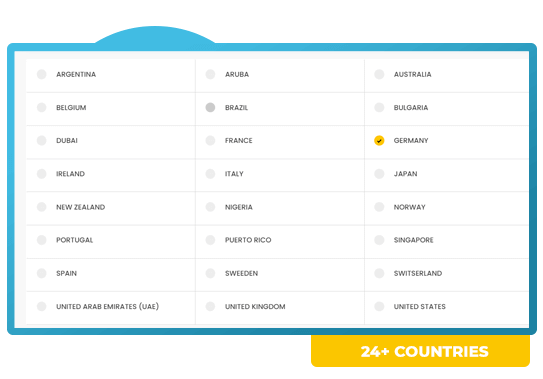 ARGENTINA ARUBA AUSTRALIA
BELGIUM BRAZIL BULGARIA
DUBAI FRANCE GERMANY
IRELAND ITALY JAPAN
NEW ZEALAND NIGERIA NORWAY
PORTUGAL PUERTO RICO SINGAPORE
SPAIN SWEEDEN SWITSERLAND
UNITED ARAB EMIRATES (UAE) UNITED KINGDOM UNITED STATES
24+ COUNTRIES